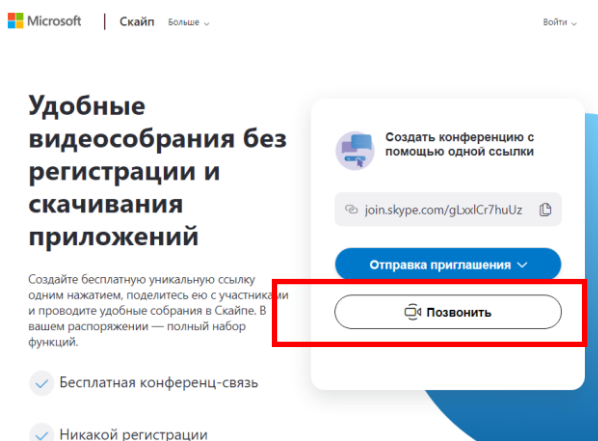 Microsoft
Скайп
Больше
Войти
Удобные
видеособрания без
регистрации и
скачивания
приложений
Создайте бесплатную уникальную ссылку
одним нажатием, поделитесь ею с участниками
и проводите удобные собрания в Скайпе. В
вашем распоряжении — полный набор
функций.
Бесплатная конференц-связь
Никакой регистрации
Создать конференцию с
помощью одной ссылки
join.skype.com/gLxxlCr7huUz
Отправка приглашения
Позвонить